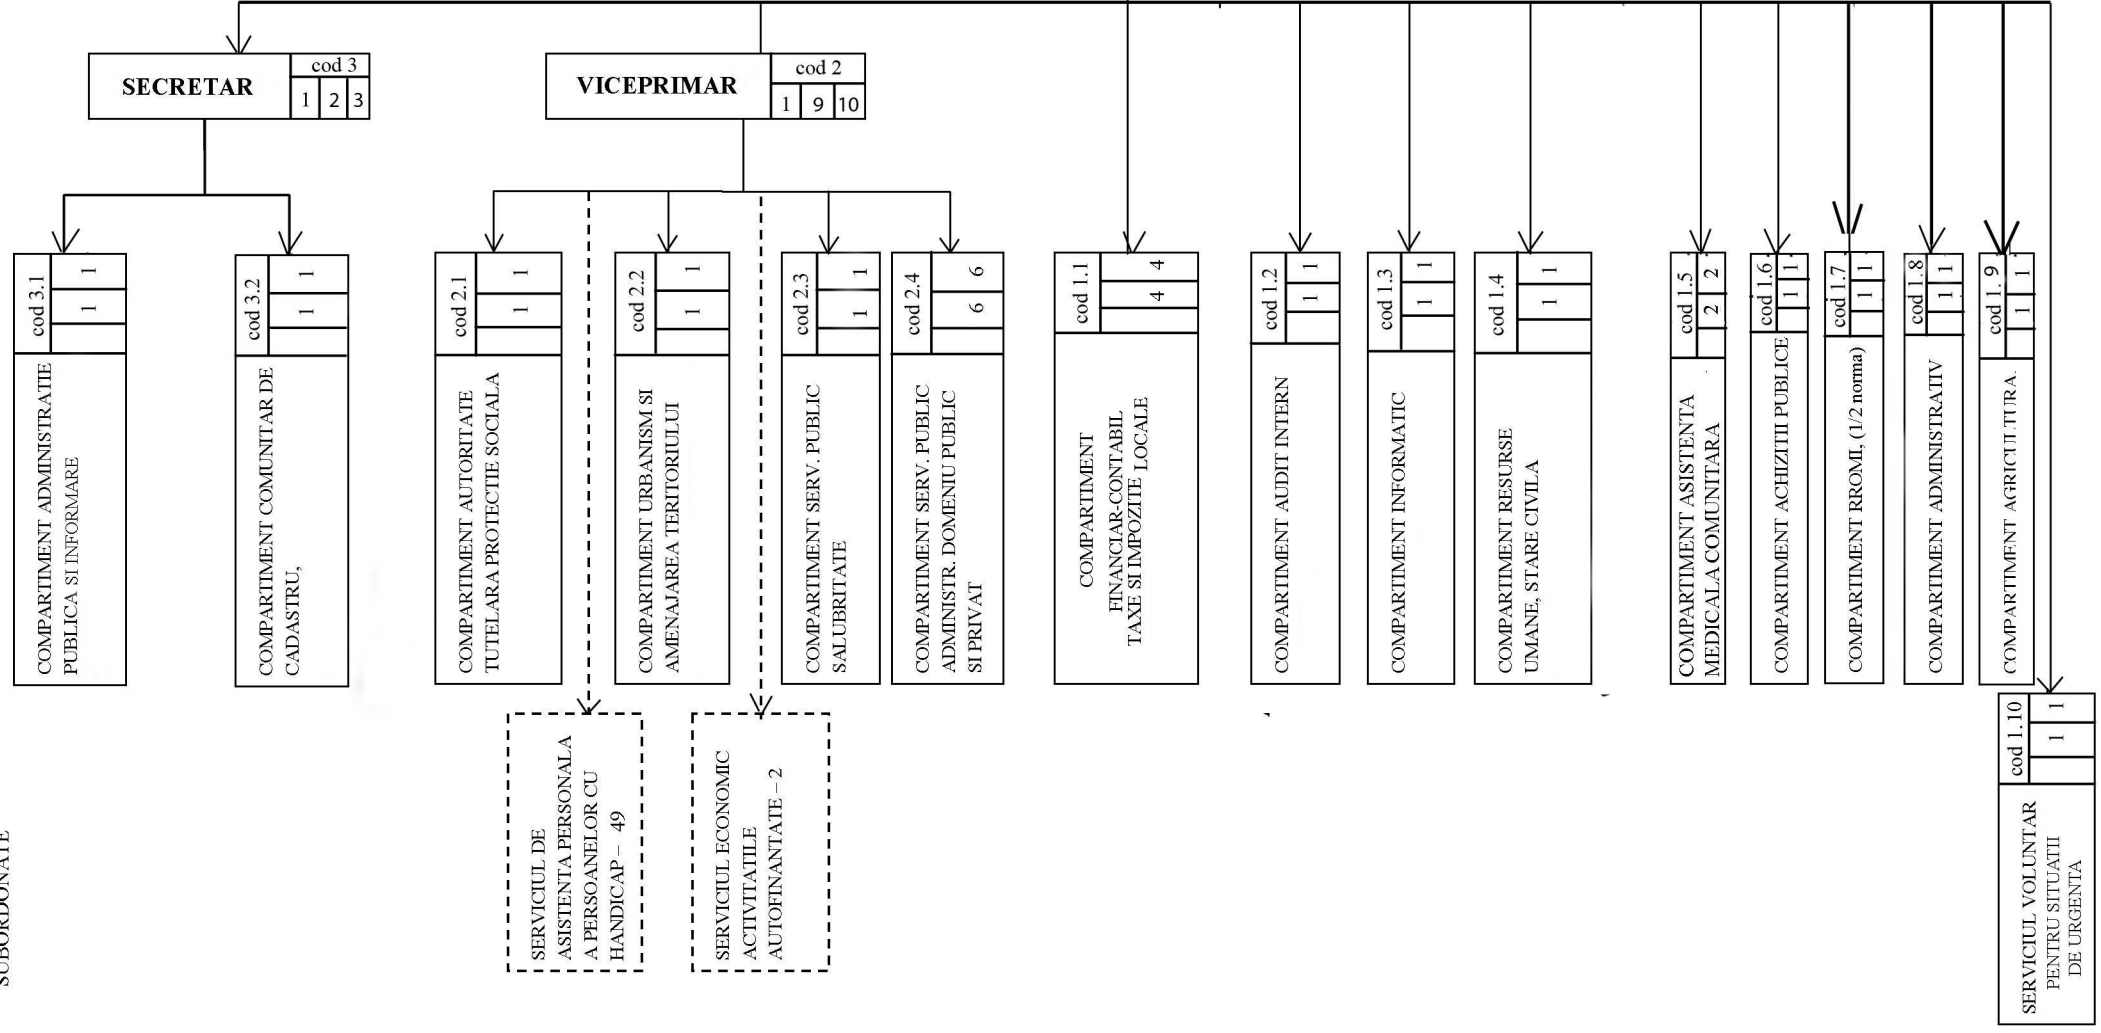 SECRETAR
cod 3
1 2 3
VICEPRIMAR
cod 2
1 9 10
cod 3.1
1 1
COMPARTIMENT ADMINISTRATIE
PUBLICA SI INFORMARE
cod 3.2
1 1
COMPARTIMENT COMUNITAR DE
CADASTRU,
cod 2.1
1 1
COMPARTIMENT AUTORITATE
TUTELARA PROTECTIE SOCIALA
cod 2.2
1 1
COMPARTIMENT URBANISM SI
AMENAJAREA TERITORIULUI
cod 2.3
1 1
COMPARTIMENT SERV. PUBLIC
SALUBRITATE
cod 2.4
6 6
COMPARTIMENT SERV. PUBLIC
ADMINISTR. DOMENIU PUBLIC
SI PRIVAT
cod 1.1
4 4
COMPARTIMENT
FINANCIAR-CONTABIL
TAXE SI IMPOZITE LOCALE
cod 1.2
1 1
COMPARTIMENT AUDIT INTERN
cod 1.3
1 1
COMPARTIMENT INFORMATIC
cod 1.4
1 1
COMPARTIMENT RESURSE
UMANE, STARE CIVILA
cod 1.5
2 2
COMPARTIMENT ASISTENTA
MEDICALA COMUNITARA
cod 1.6
1 1
COMPARTIMENT ACHIZITII PUBLICE
cod 1.7
1 1
COMPARTIMENT RROMI, (1/2 norma)
cod 1.8
1 1
COMPARTIMENT ADMINISTRATIV
cod 1. 9
1 1
COMPARTIMENT AGRICULTURA.
cod 1.10
1 1
SERVICIUL VOLUNTAR
PENTRU SITUATII
DE URGENTA
SERVICIUL DE
ASISTENTA PERSONALA
A PERSOANELOR CU
HANDICAP – 49
SERVICIUL ECONOMIC
ACTIVITATILE
AUTOFINANTATE – 2
SUBORDONATE